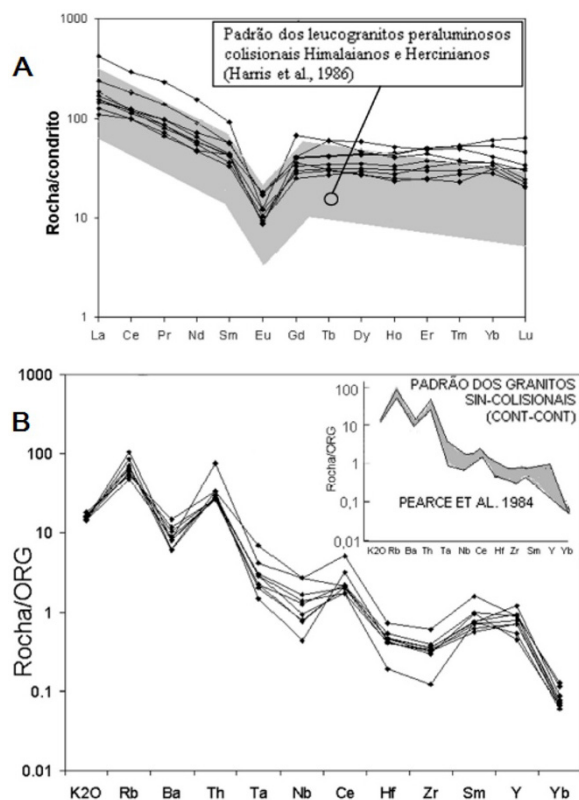 A
1000
100
10
1
Rocha/condrito
Padrão dos leucogranitos peraluminosos
colisionais Himalaianos e Hercinianos
(Harris et al., 1986)
La Ce Pr Nd Sm Eu Gd Tb Dy Ho Er Tm Yb Lu
B
1000
100
10
1
0.1
0.01
Rocha/ORG
PADRÃO DOS GRANITOS
SIN-COLISIONAIS
(CONT-CONT)
100
10
1
0,1
0,01
Rocha/ORG
PEARCE ET AL. 1984
K2O Rb Ba Th Ta Nb Ce Hf Zr Sm Y Yb
K2O Rb Ba Th Ta Nb Ce Hf Zr Sm Y Yb